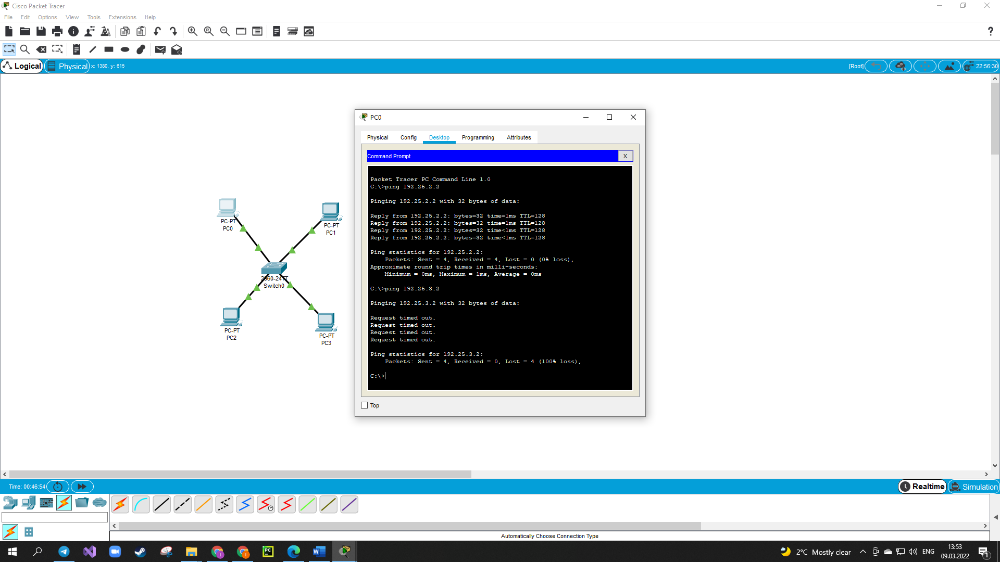 Cisco Packet Tracer
File Edit Options View Tools Extensions Help
Logical Physical x: 1380, y: 615 [Root] 22:56:30
PC0
Physical Config Desktop Programming Attributes
Command Prompt X
Packet Tracer PC Command Line 1.0
C:\>ping 192.25.2.2
Pinging 192.25.2.2 with 32 bytes of data:
Reply from 192.25.2.2: bytes=32 time=1ms TTL=128
Reply from 192.25.2.2: bytes=32 time=1ms TTL=128
Reply from 192.25.2.2: bytes=32 time<1ms TTL=128
Reply from 192.25.2.2: bytes=32 time<1ms TTL=128
Ping statistics for 192.25.2.2:
Packets: Sent = 4, Received = 4, Lost = 0 (0% loss),
Approximate round trip times in milli-seconds:
Minimum = 0ms, Maximum = 1ms, Average = 0ms
C:\>ping 192.25.3.2
Pinging 192.25.3.2 with 32 bytes of data:
Request timed out.
Request timed out.
Request timed out.
Request timed out.
Ping statistics for 192.25.3.2:
Packets: Sent = 4, Received = 0, Lost = 4 (100% loss),
C:\>
Top
PC-PT
PC0
PC-PT
PC1
2960-24TT
Switch0
PC-PT
PC2
PC-PT
PC3
Time: 00:46:54 Realtime Simulation
Automatically Choose Connection Type
2°C Mostly clear ENG 13:53
09.03.2022
1